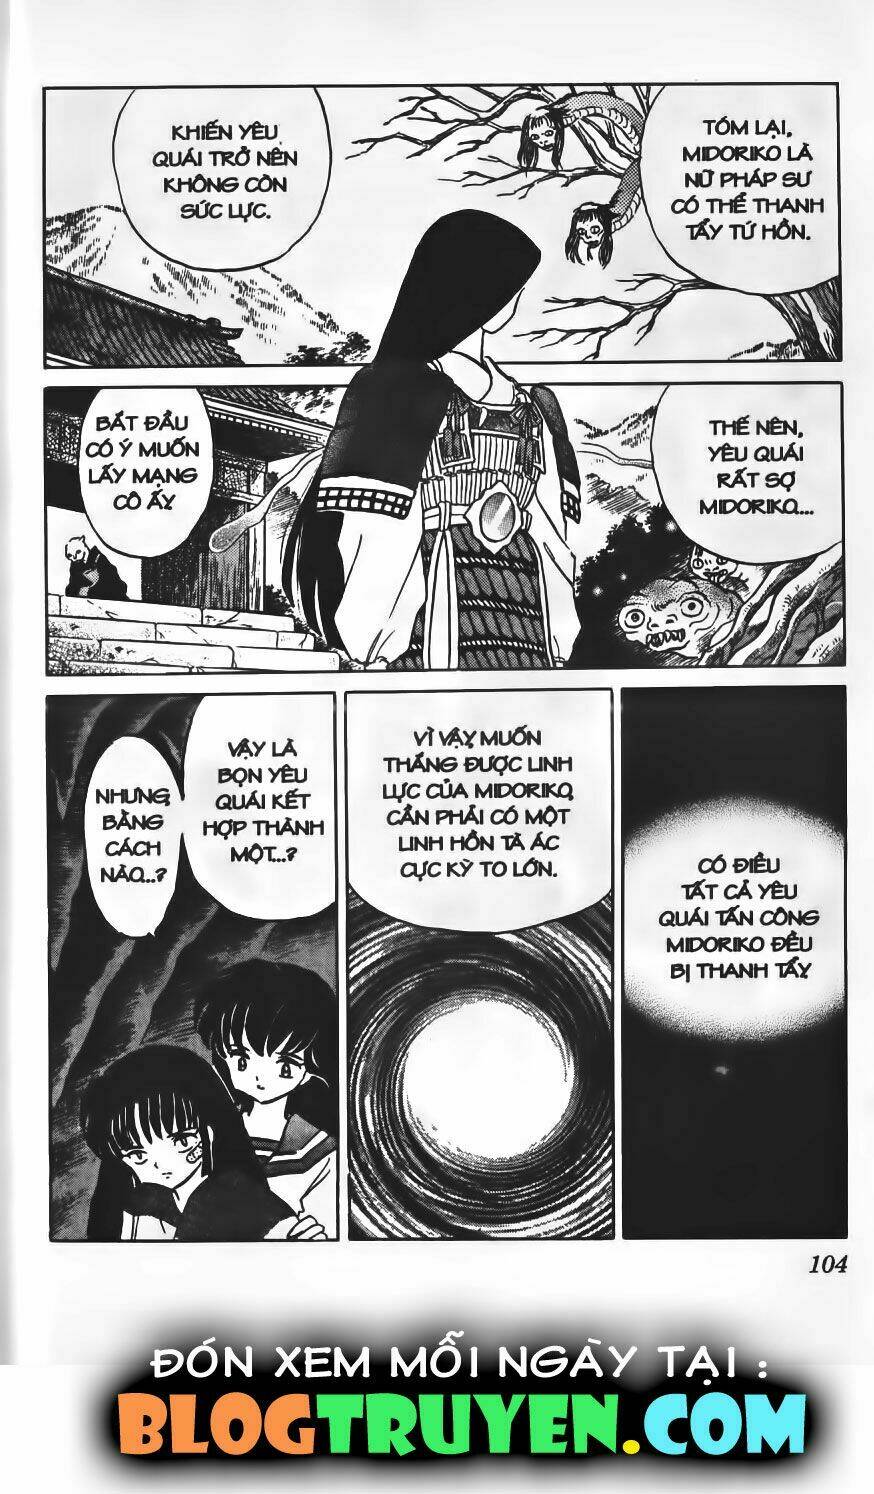 TÓM LẠI,
MIDORIKO LÀ
NỮ PHÁP SƯ
CÓ THỂ THANH
TẨY TỨ HỒN.
KHIẾN YÊU
QUÁI TRỞ NÊN
KHÔNG CÒN
SỨC LỰC.
THẾ NÊN,
YÊU QUÁI
RẤT SỢ
MIDORIKO....
BẮT ĐẦU
CÓ Ý MUỐN
LẤY MẠNG
CÔ ẤY.
CÓ ĐIỀU
TẤT CẢ YÊU
QUÁI TẤN CÔNG
MIDORIKO ĐỀU
BỊ THANH TẨY.
VÌ VẬY, MUỐN
THẮNG ĐƯỢC LINH
LỰC CỦA MIDORIKO,
CẦN PHẢI CÓ MỘT
LINH HỒN TÀ ÁC
CỰC KỲ TO LỚN.
VẬY LÀ
BỌN YÊU
QUÁI KẾT
HỢP THÀNH
MỘT...?
NHƯNG,
BẰNG
CÁCH
NÀO...?
104
ĐÓN XEM MỖI NGÀY TẠI :
BLOGTRUYEN.COM